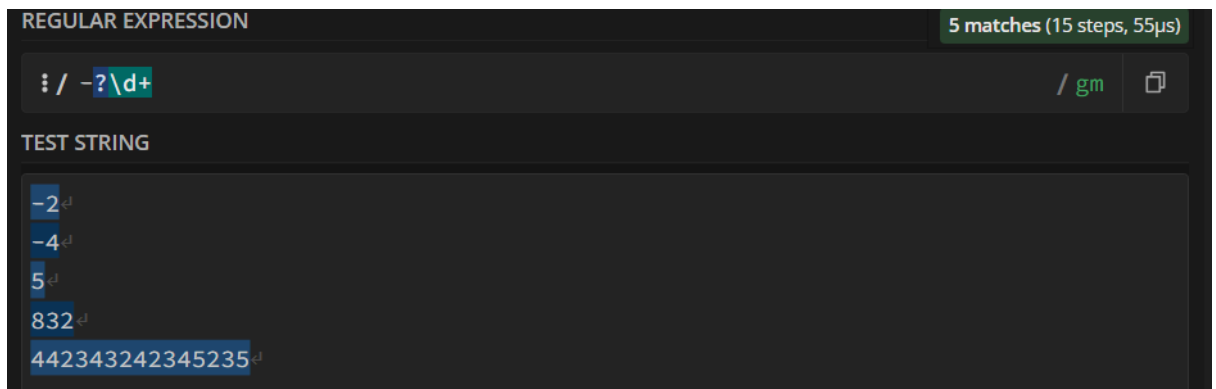 REGULAR EXPRESSION
5 matches (15 steps, 55μs)
⋮ / -?\d+ / gm
TEST STRING
-2↵
-4↵
5↵
832↵
442343242345235↵